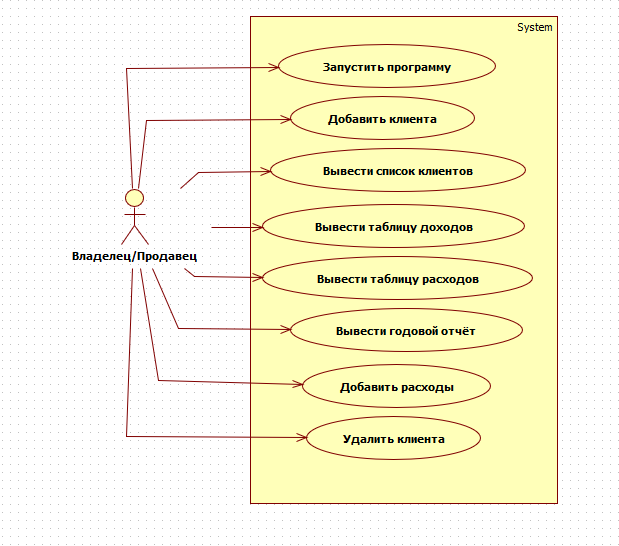 System
Запустить программу
Добавить клиента
Вывести список клиентов
Вывести таблицу доходов
Владелец/Продавец
Вывести таблицу расходов
Вывести годовой отчёт
Добавить расходы
Удалить клиента